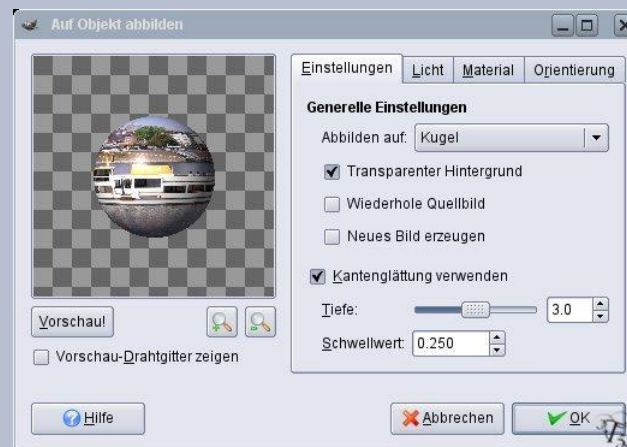 Auf Objekt abbilden
Einstellungen Licht Material Orientierung
Generelle Einstellungen
Abbilden auf: Kugel
Transparenter Hintergrund
Wiederhole Quellbild
Neues Bild erzeugen
Kantenglättung verwenden
Tiefe: 3.0
Schwellwert: 0.250
Vorschau!
Vorschau-Drahtgitter zeigen
Hilfe Abbrechen OK